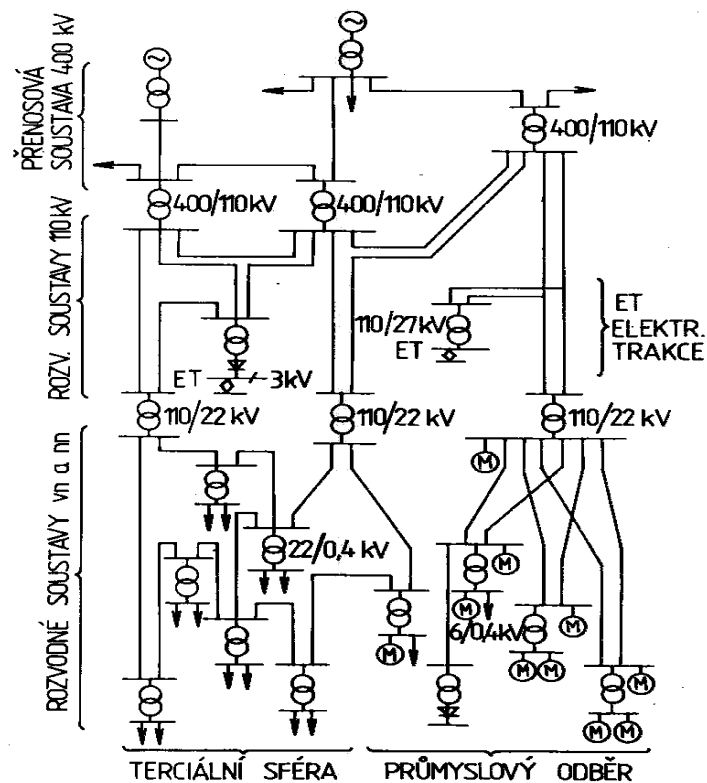 ~
~
PŘENOSOVÁ
SOUSTAVA 400 kV
400/110kV
400/110kV
400/110kV
ROZV. SOUSTAVY 110kV
110/27kV
ET
ET
3kV
ET
ELEKTR.
TRAKCE
110/22 kV
110/22 kV
110/22 kV
ROZVODNÉ SOUSTAVY vn a nn
M
22/0,4 kV
M
M
6/0,4kV
M
M
M
M
M
M
M
TERCIÁLNÍ SFÉRA
PRŮMYSLOVÝ ODBĚR